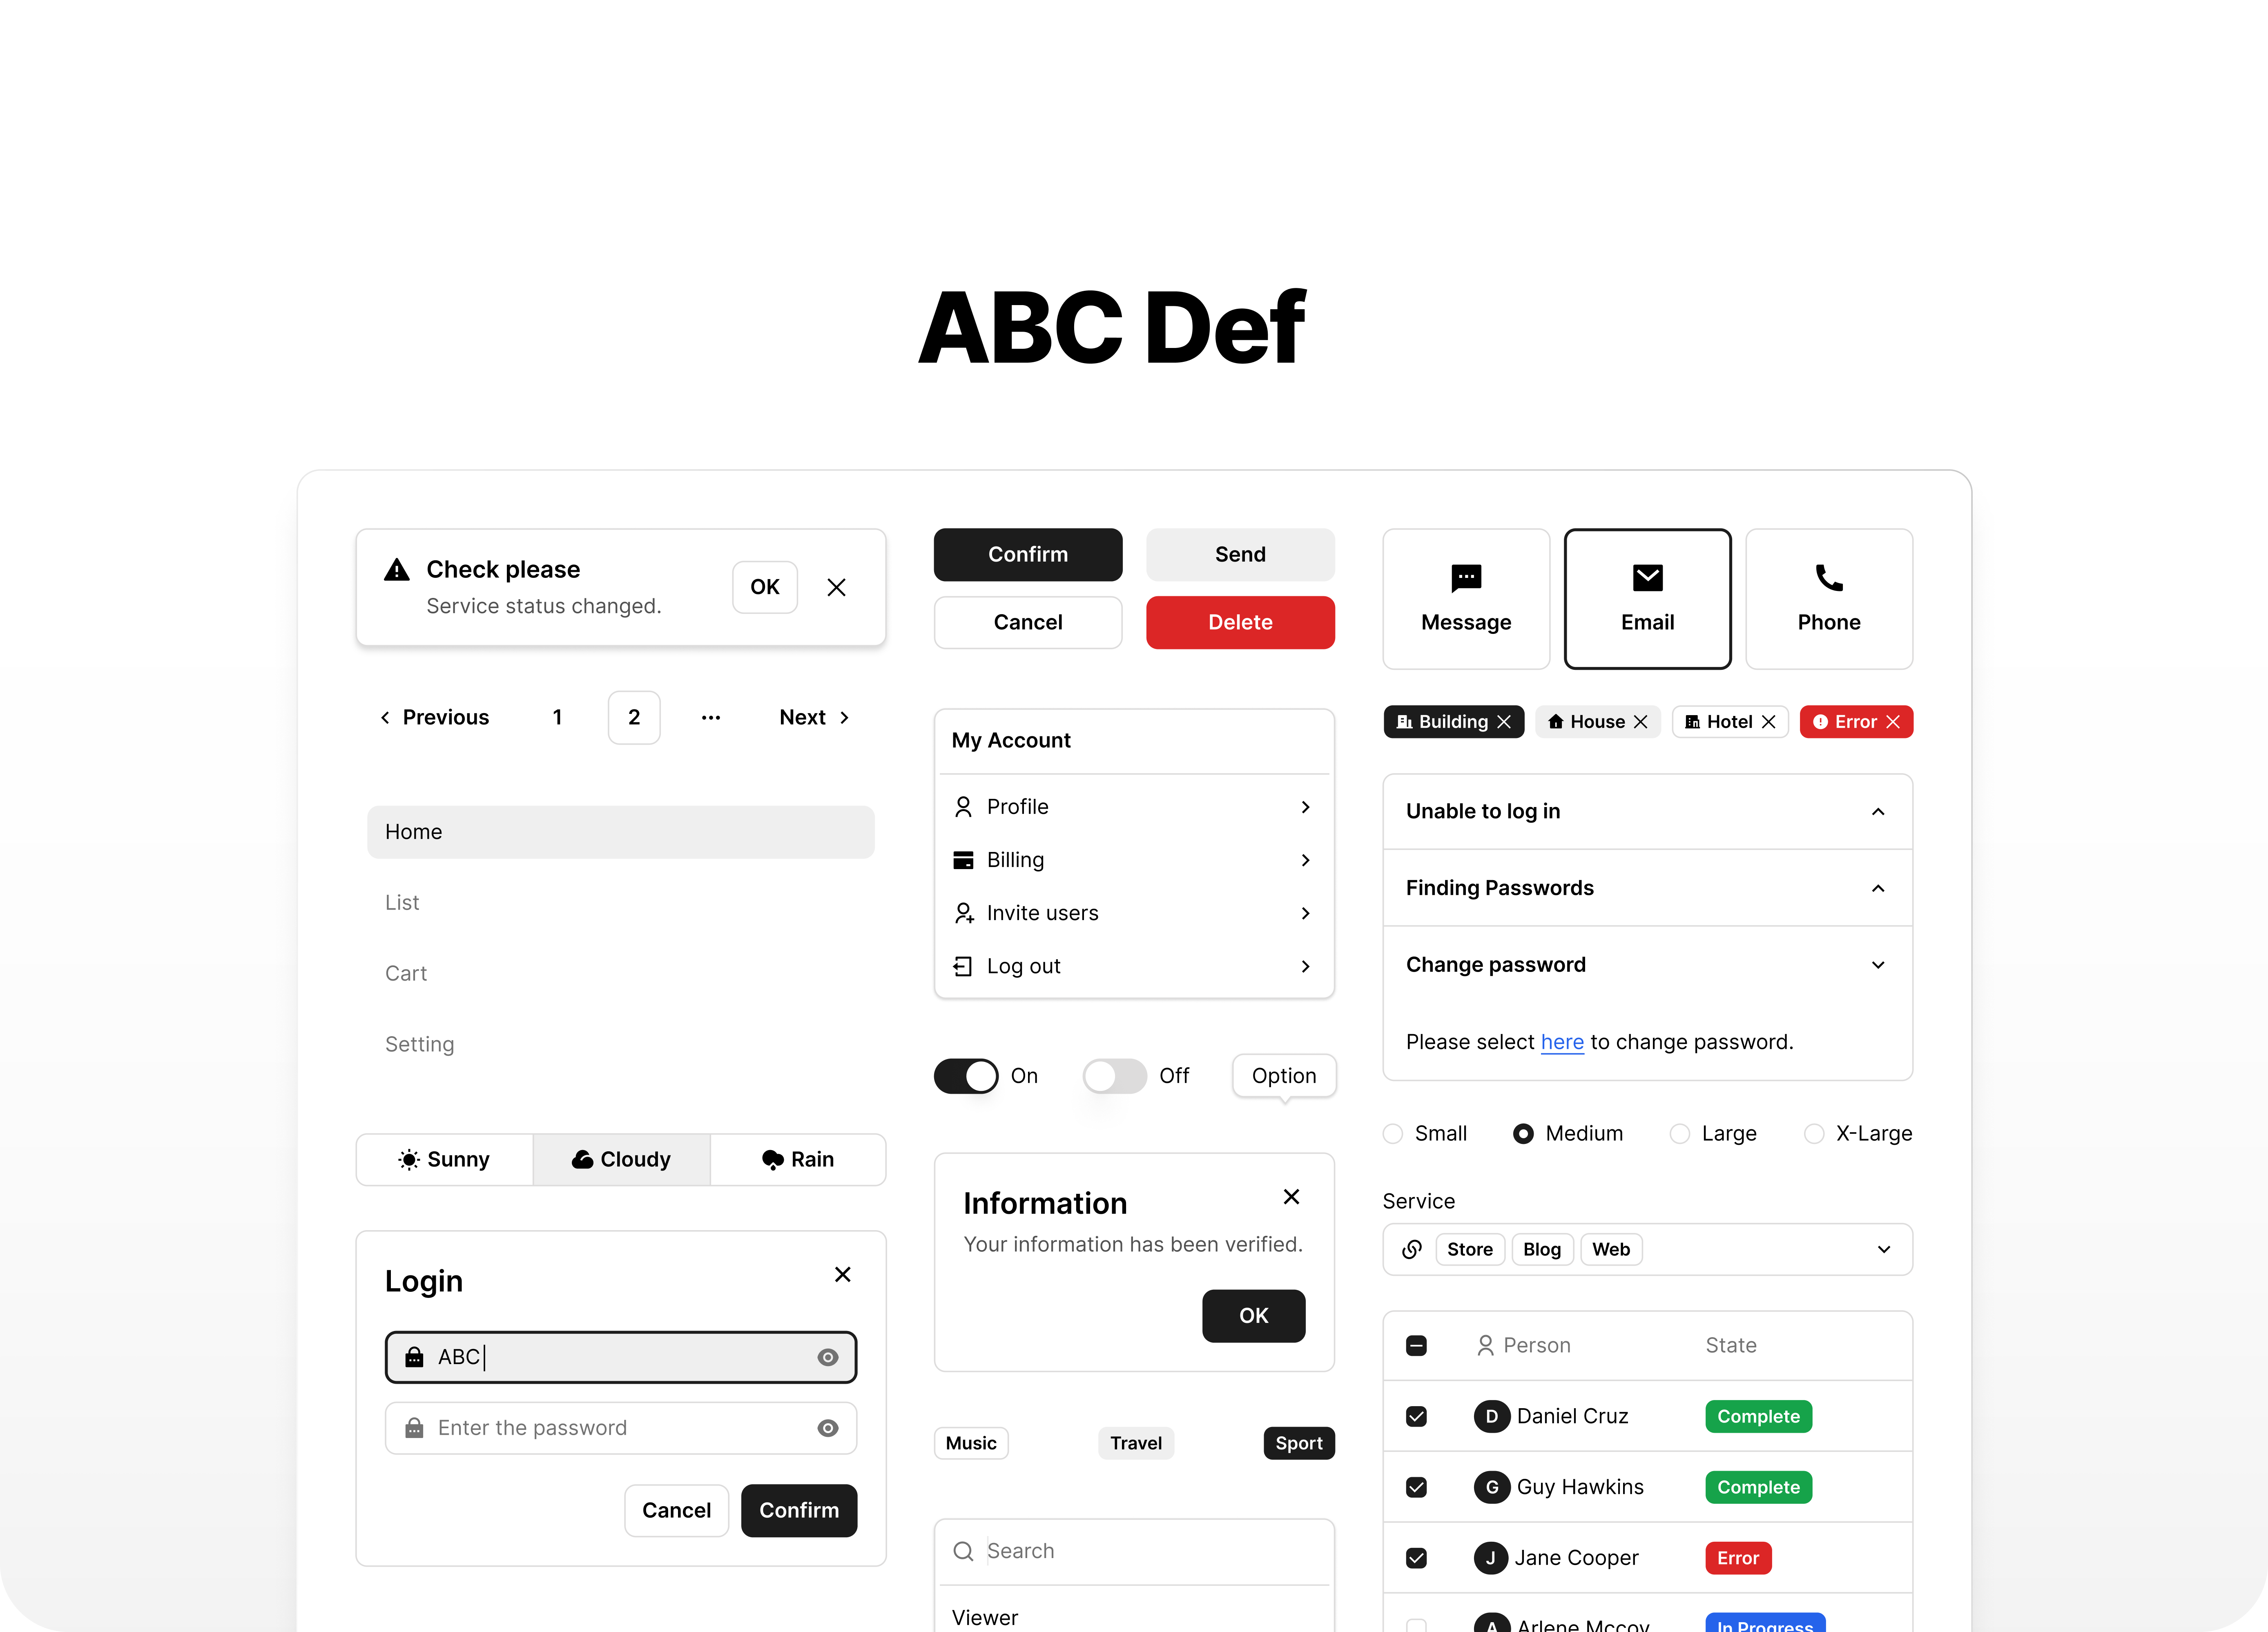 ABC Def
Check please
Service status changed.
OK
Previous 1 2 ... Next
Home
List
Cart
Setting
Sunny Cloudy Rain
Login
ABC
Enter the password
Cancel Confirm
Confirm Send
Cancel Delete
My Account
Profile
Billing
Invite users
Log out
On Off Option
Information
Your information has been verified.
OK
Music Travel Sport
Search
Viewer
Message Email Phone
Building House Hotel Error
Unable to log in
Finding Passwords
Change password
Please select here to change password.
Small Medium Large X-Large
Service
Store Blog Web
Person State
D Daniel Cruz Complete
G Guy Hawkins Complete
J Jane Cooper Error
A Arlene Mccoy In Progress